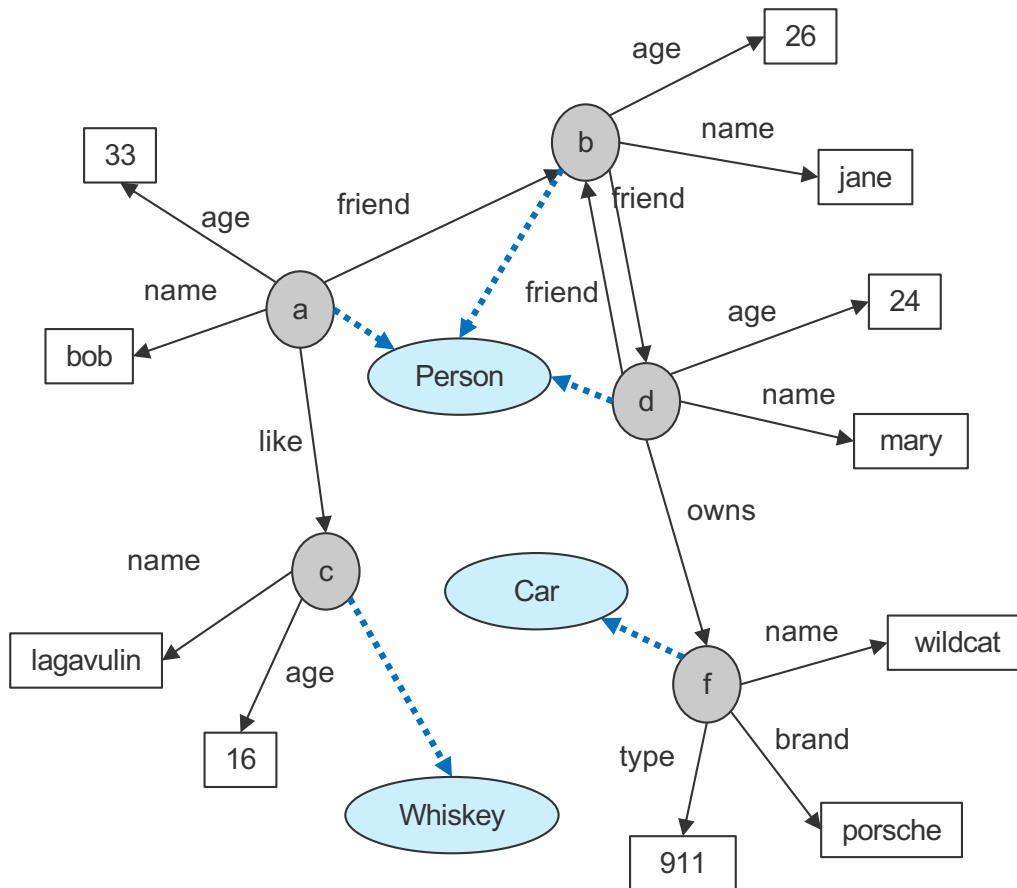 26
age
b
name
33
jane
friend
friend
age
name
friend
24
a
age
bob
Person
d
name
mary
like
owns
name
c
Car
name
wildcat
lagavulin
age
f
type
brand
16
Whiskey
porsche
911